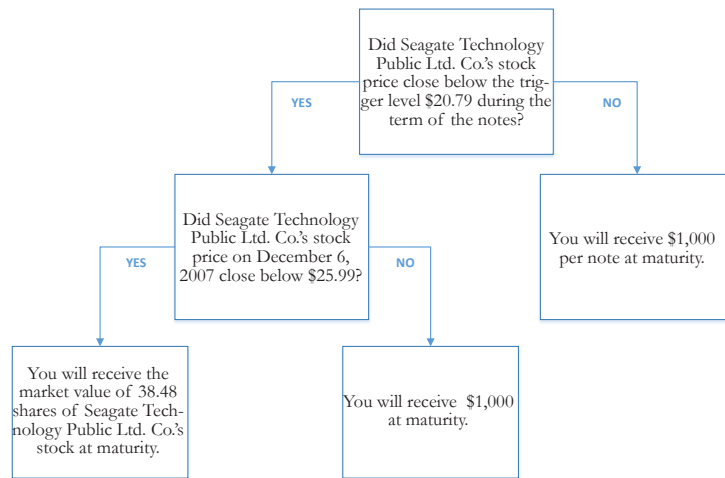 Did Seagate Technology
Public Ltd. Co.'s stock
price close below the trig-
ger level $20.79 during the
term of the notes?
YES
NO
Did Seagate Technology
Public Ltd. Co.'s stock
price on December 6,
2007 close below $25.99?
You will receive $1,000
per note at maturity.
YES
NO
You will receive the
market value of 38.48
shares of Seagate Tech-
nology Public Ltd. Co.'s
stock at maturity.
You will receive $1,000
at maturity.